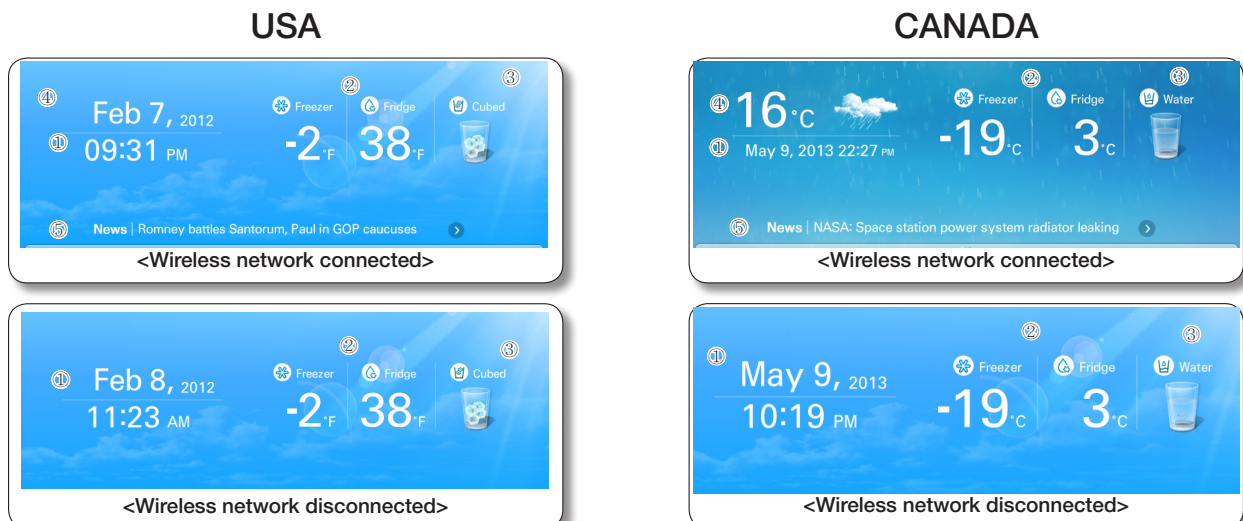 USA
④ Feb 7, 2012
① 09:31 PM
② ❄ Freezer -2°F
Fridge 38°F
③ Cubed
⑤ News | Romney battles Santorum, Paul in GOP caucuses
<Wireless network connected>
① Feb 8, 2012
11:23 AM
② Freezer -2°F
Fridge 38°F
③ Cubed
<Wireless network disconnected>
CANADA
④ 16°C
① May 9, 2013 22:27 PM
② Freezer -19°C
Fridge 3°C
③ Water
⑤ News | NASA: Space station power system radiator leaking
<Wireless network connected>
① May 9, 2013
10:19 PM
② Freezer -19°C
Fridge 3°C
③ Water
<Wireless network disconnected>